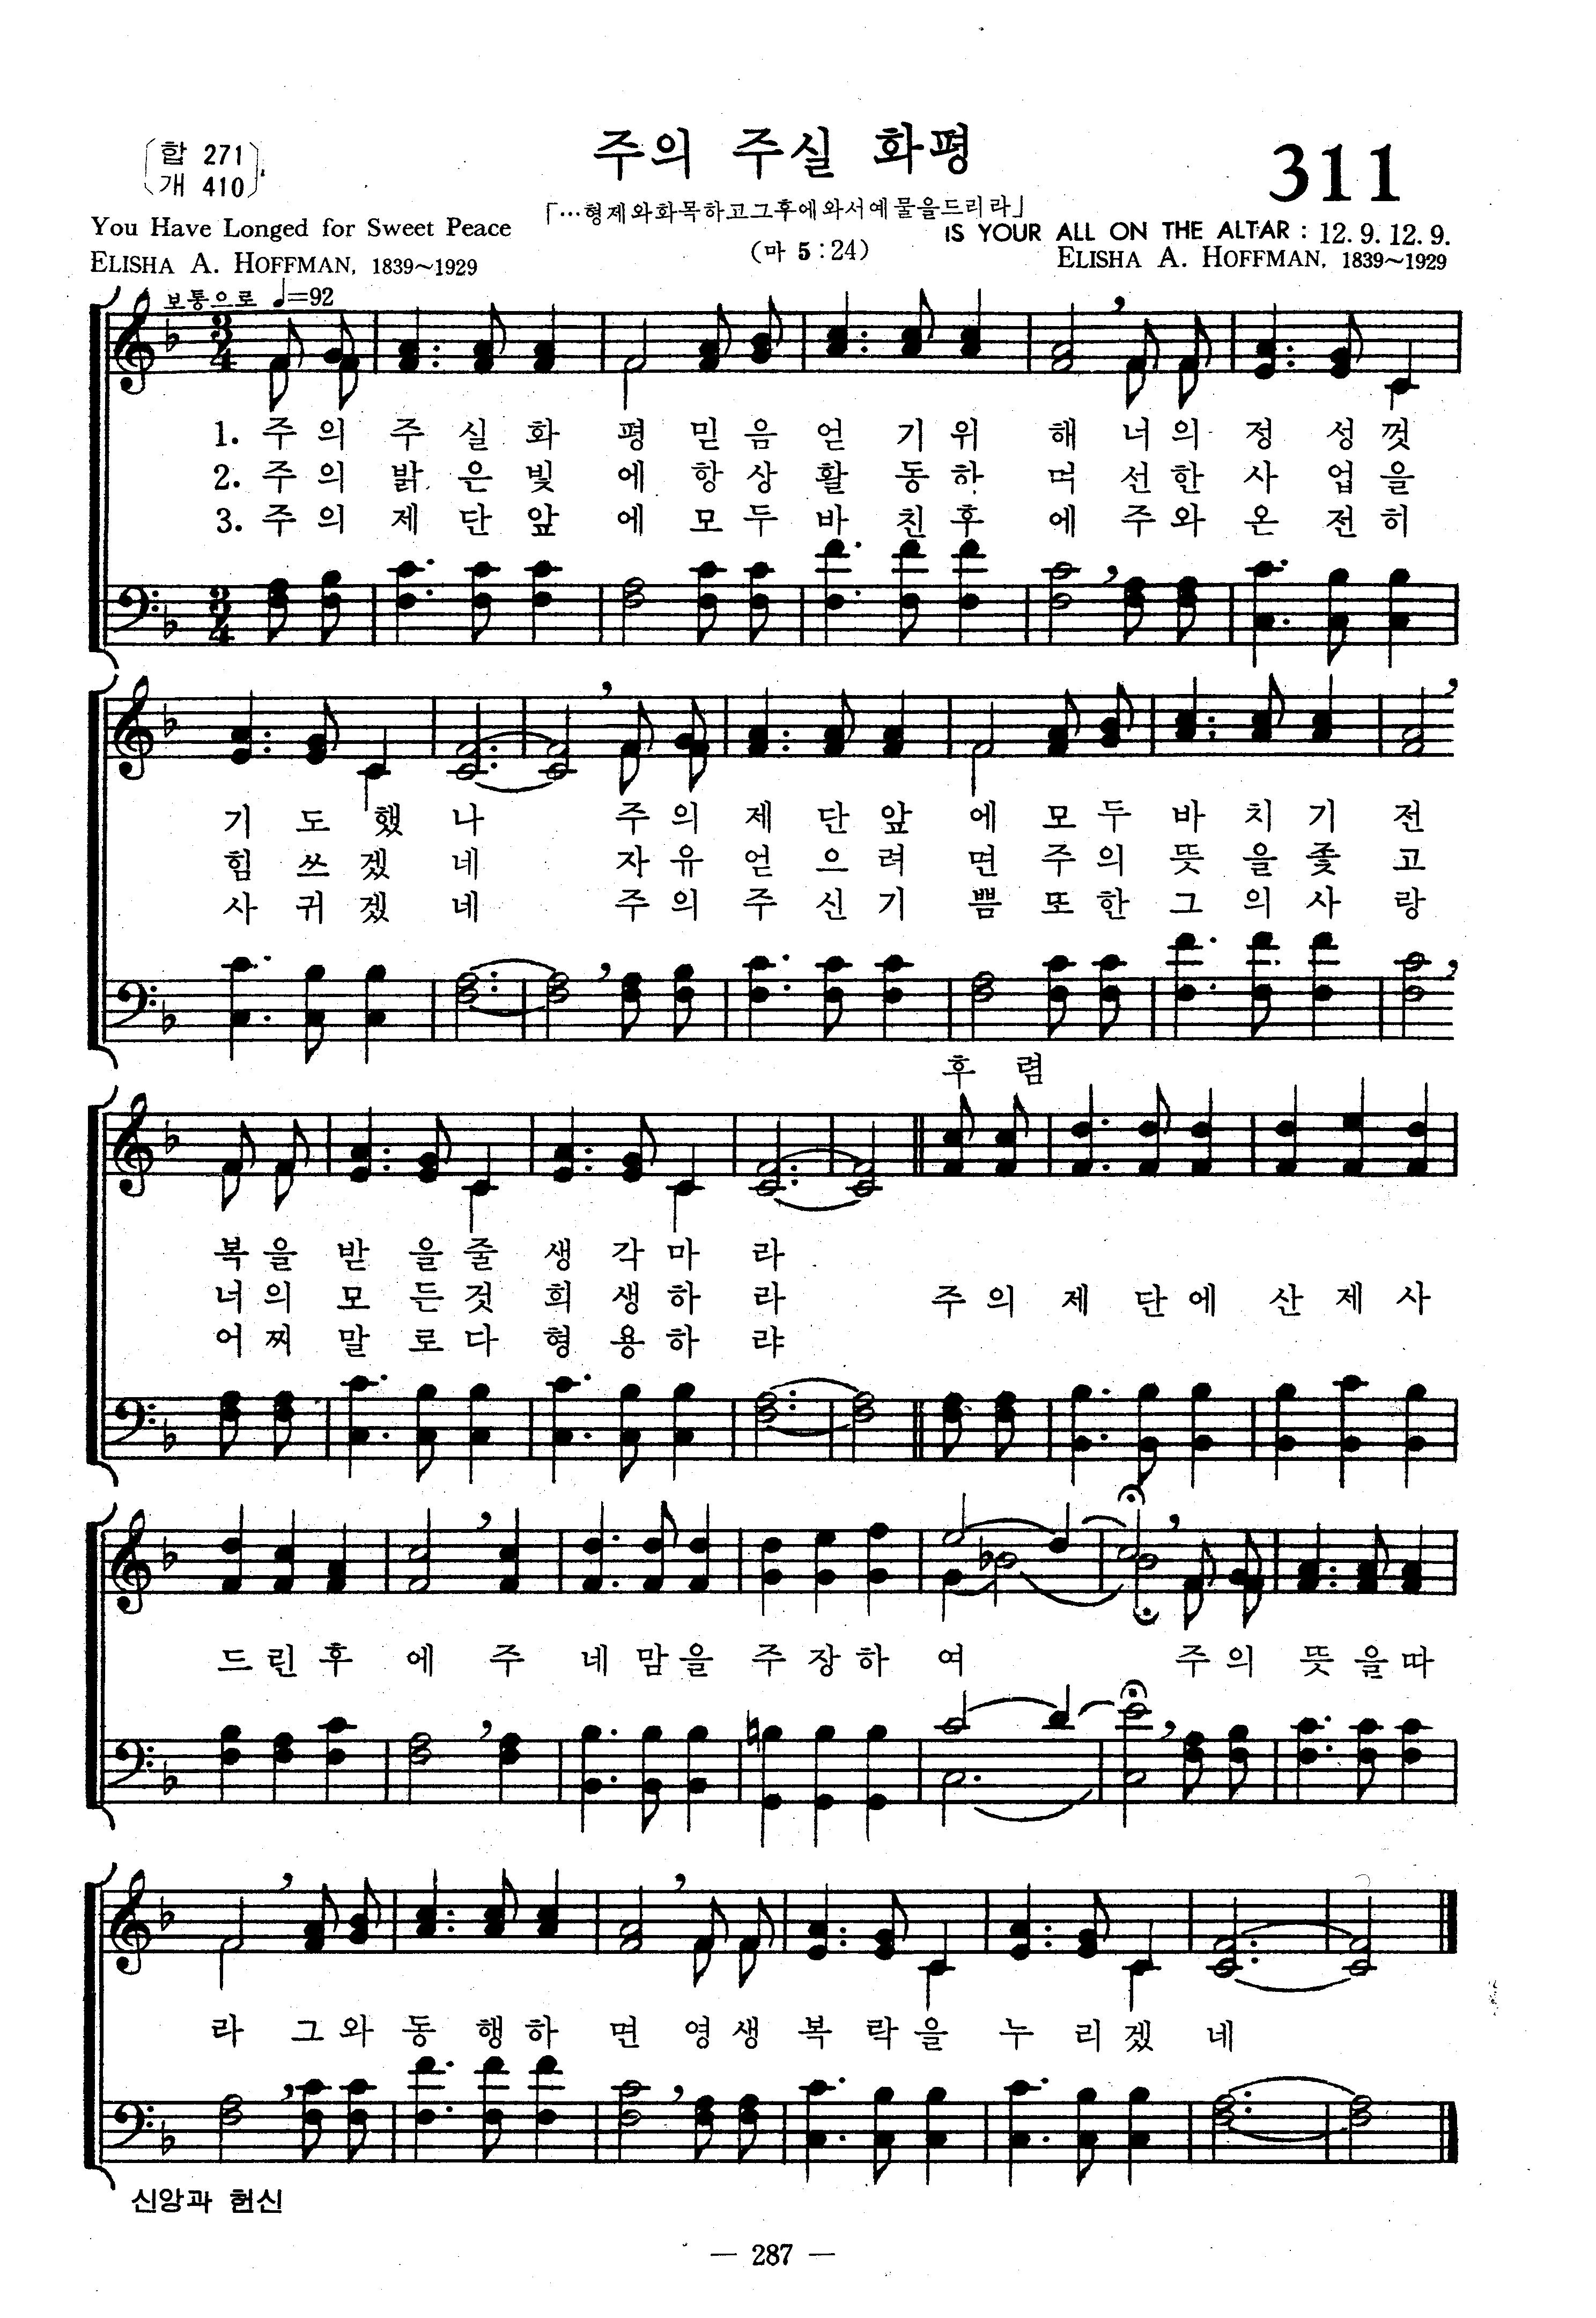 합 271
개 410
주의 주실 화평
311
「…형제와화목하고그후에와서예물을드리라」
(마 5:24)
You Have Longed for Sweet Peace
ELISHA A. HOFFMAN, 1839~1929
IS YOUR ALL ON THE ALTAR : 12. 9. 12. 9.
ELISHA A. HOFFMAN, 1839~1929
보통으로 ♩=92
1. 주 의 주 실 화 평 믿 음 얻 기 위 해 너 의 정 성 껏
2. 주 의 밝 은 빛 에 항 상 활 동 하 며 선 한 사 업 을
3. 주 의 제 단 앞 에 모 두 바 친 후 에 주 와 온 전 히
기 도 했 나 주 의 제 단 앞 에 모 두 바 치 기 전
힘 쓰 겠 네 자 유 얻 으 려 면 주 의 뜻 을 좇 고
사 귀 겠 네 주 의 주 신 기 쁨 또 한 그 의 사 랑
후 렴
복 을 받 을 줄 생 각 마 라
너 의 모 든 것 희 생 하 라 주 의 제 단 에 산 제 사
어 찌 말 로 다 형 용 하 랴
드 린 후 에 주 네 맘 을 주 장 하 여 주 의 뜻 을 따
라 그 와 동 행 하 면 영 생 복 락 을 누 리 겠 네
신앙과 헌신
— 287 —